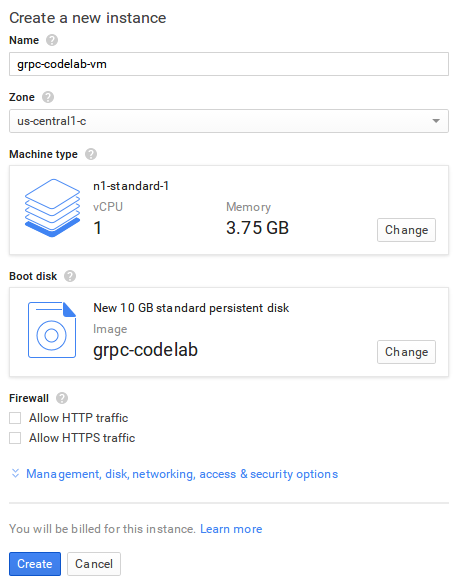 Create a new instance
Name ?
grpc-codelab-vm
Zone ?
us-central1-c
Machine type ?
n1-standard-1
vCPU Memory
1 3.75 GB
Change
Boot disk ?
New 10 GB standard persistent disk
Image
grpc-codelab
Change
Firewall ?
Allow HTTP traffic
Allow HTTPS traffic
Management, disk, networking, access & security options
You will be billed for this instance. Learn more
Create Cancel